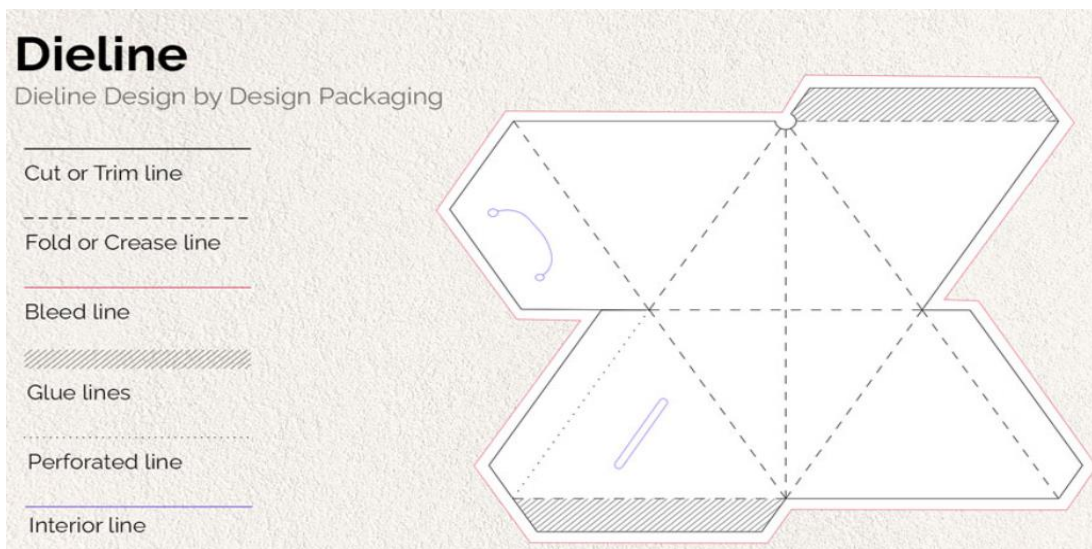 Dieline
Dieline Design by Design Packaging
Cut or Trim line
Fold or Crease line
Bleed line
Glue lines
Perforated line
Interior line